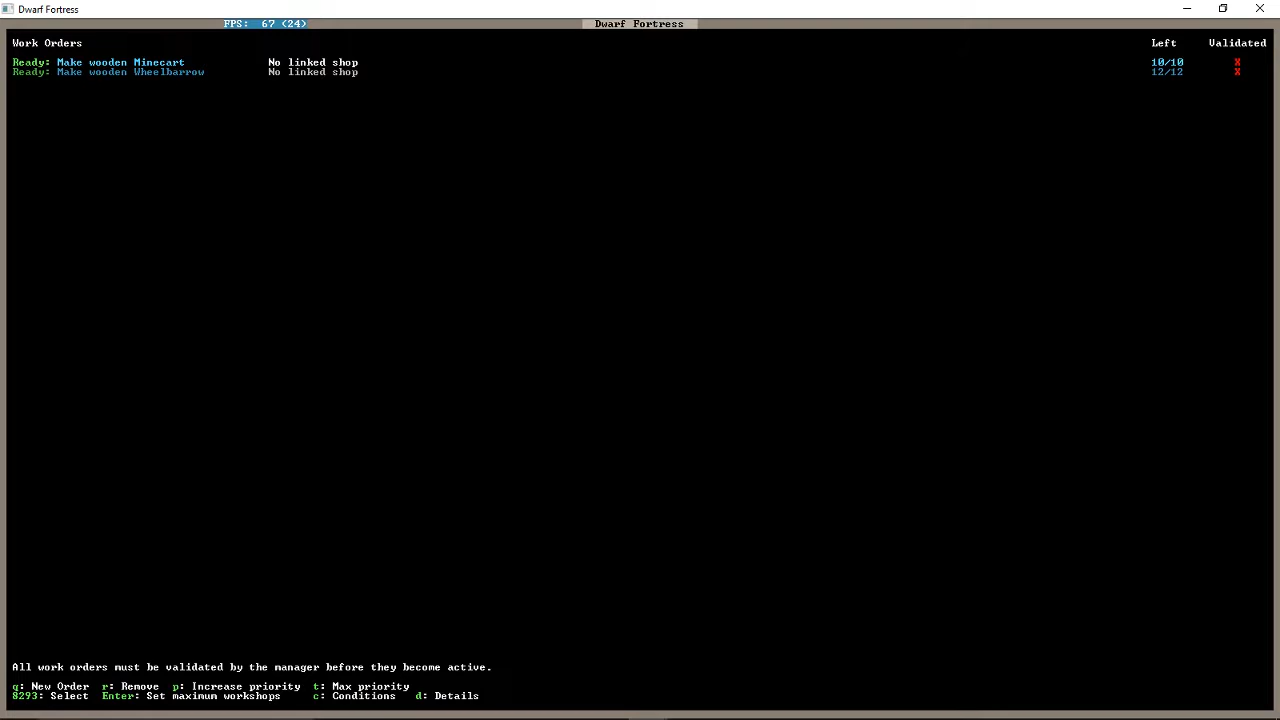 Dwarf Fortress
FPS: 67 (24) Dwarf Fortress
Work Orders Left Validated
Ready: Make wooden Minecart No linked shop 10/10 X
Ready: Make wooden Wheelbarrow No linked shop 12/12 X
All work orders must be validated by the manager before they become active.
q: New Order r: Remove p: Increase priority t: Max priority
8293: Select Enter: Set maximum workshops c: Conditions d: Details